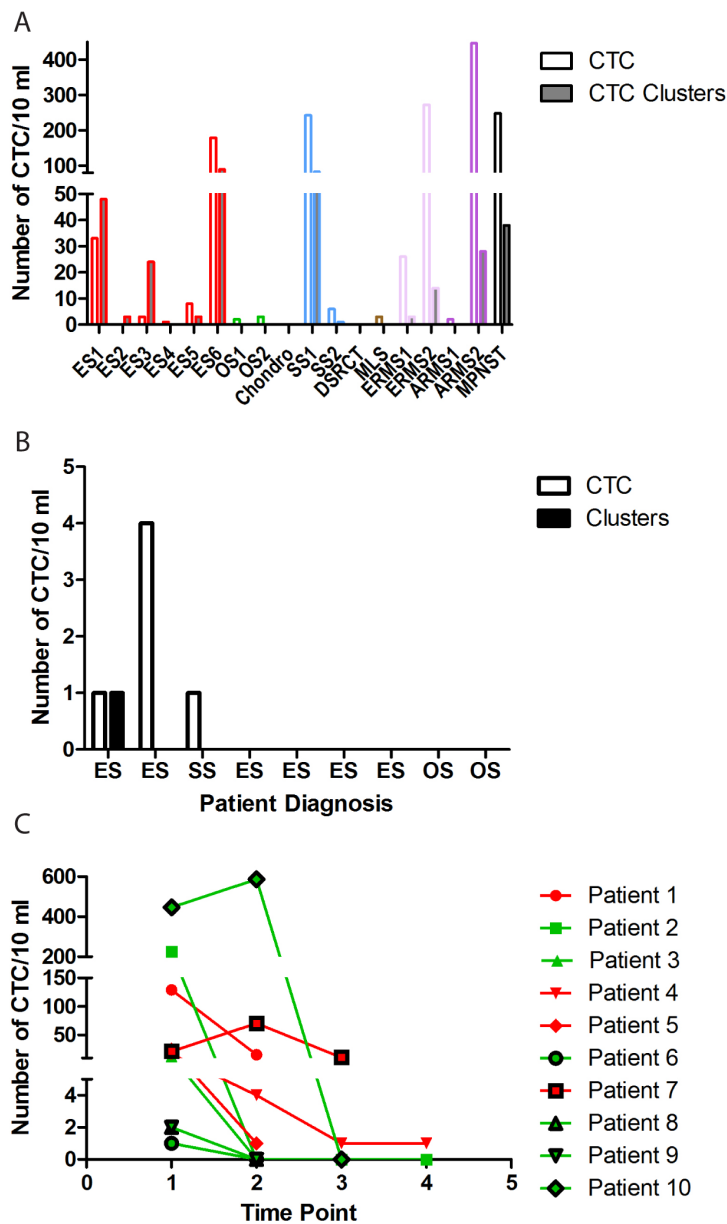 A
Number of CTC/10 ml
400
300
200
100
50
40
30
20
10
0
ES1
ES2
ES3
ES4
ES5
ES6
OS1
OS2
Chondro
SS1
SS2
DSRCT
MLS
ERMS1
ERMS2
ARMS1
ARMS2
MPNST
CTC
CTC Clusters
B
Number of CTC/10 ml
5
4
3
2
1
0
ES ES SS ES ES ES ES OS OS
Patient Diagnosis
CTC
Clusters
C
Number of CTC/10 ml
600
400
200
150
100
50
4
2
0
0 1 2 3 4 5
Time Point
Patient 1
Patient 2
Patient 3
Patient 4
Patient 5
Patient 6
Patient 7
Patient 8
Patient 9
Patient 10